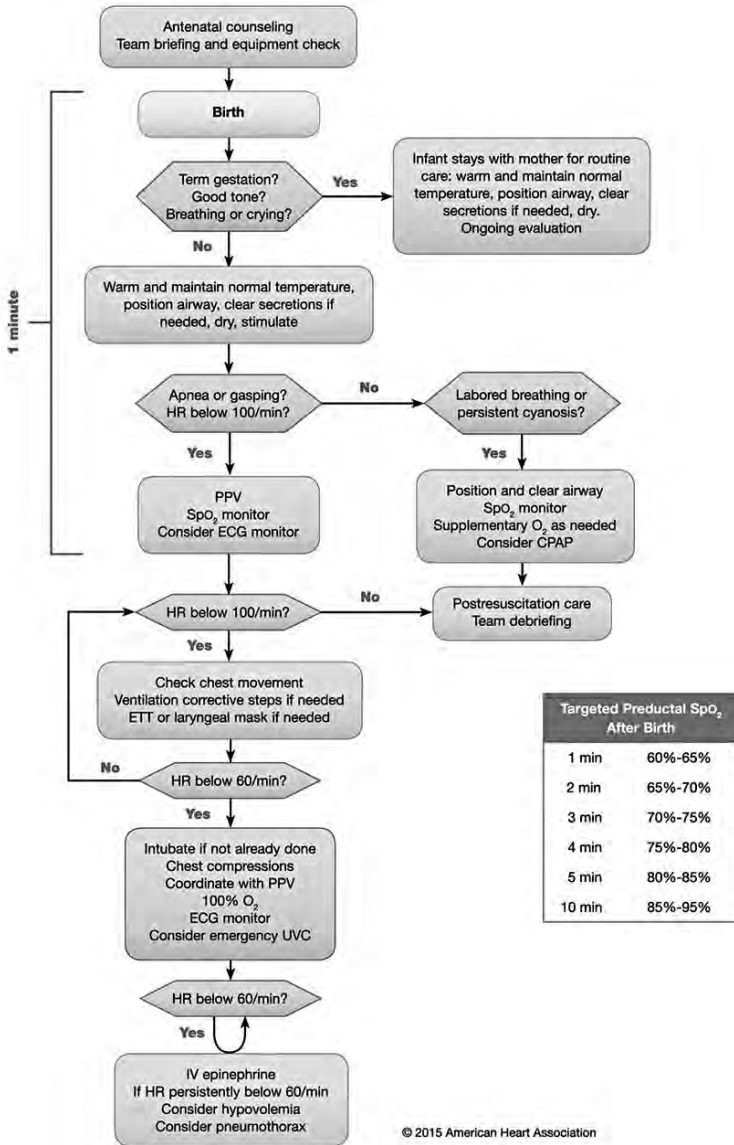 Antenatal counseling
Team briefing and equipment check
Birth
Term gestation?
Good tone?
Breathing or crying?
Yes
Infant stays with mother for routine
care: warm and maintain normal
temperature, position airway, clear
secretions if needed, dry.
Ongoing evaluation
No
1 minute
Warm and maintain normal temperature,
position airway, clear secretions if
needed, dry, stimulate
Apnea or gasping?
HR below 100/min?
No
Labored breathing or
persistent cyanosis?
Yes
Yes
PPV
SpO₂ monitor
Consider ECG monitor
Position and clear airway
SpO₂ monitor
Supplementary O₂ as needed
Consider CPAP
HR below 100/min?
No
Postresuscitation care
Team debriefing
Yes
Check chest movement
Ventilation corrective steps if needed
ETT or laryngeal mask if needed
No
HR below 60/min?
Yes
Intubate if not already done
Chest compressions
Coordinate with PPV
100% O₂
ECG monitor
Consider emergency UVC
HR below 60/min?
Yes
IV epinephrine
If HR persistently below 60/min
Consider hypovolemia
Consider pneumothorax
Targeted Preductal SpO₂
After Birth
1 min 60%-65%
2 min 65%-70%
3 min 70%-75%
4 min 75%-80%
5 min 80%-85%
10 min 85%-95%
© 2015 American Heart Association